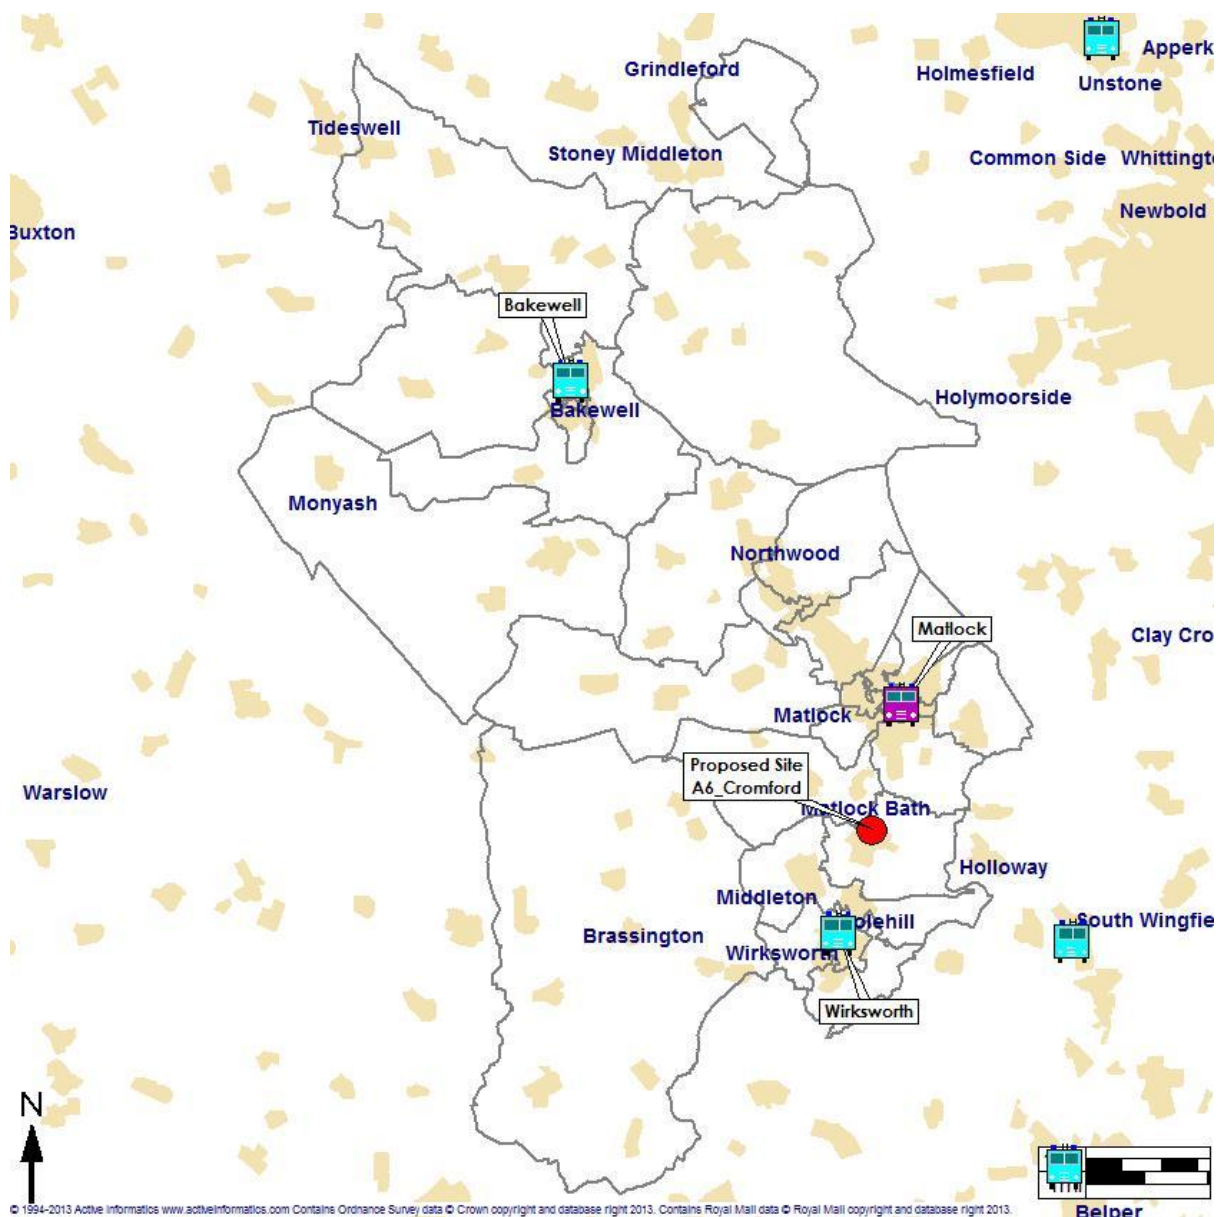 Apperk
Grindleford
Holmesfield
Unstone
Tideswell
Stoney Middleton
Common Side
Whittingt
Newbold
Buxton
Bakewell
Holymoorside
Bakewell
Monyash
Northwood
Matlock
Clay Cro
Matlock
Proposed Site
A6_Cromford
Warslow
Matlock Bath
Holloway
Middleton
South Wingfie
olehill
Brassington
Wirksworth
Wirksworth
N
Belper
© 1994-2013 Active Informatics www.activeinformatics.com Contains Ordnance Survey data © Crown copyright and database right 2013. Contains Royal Mail data © Royal Mail copyright and database right 2013.